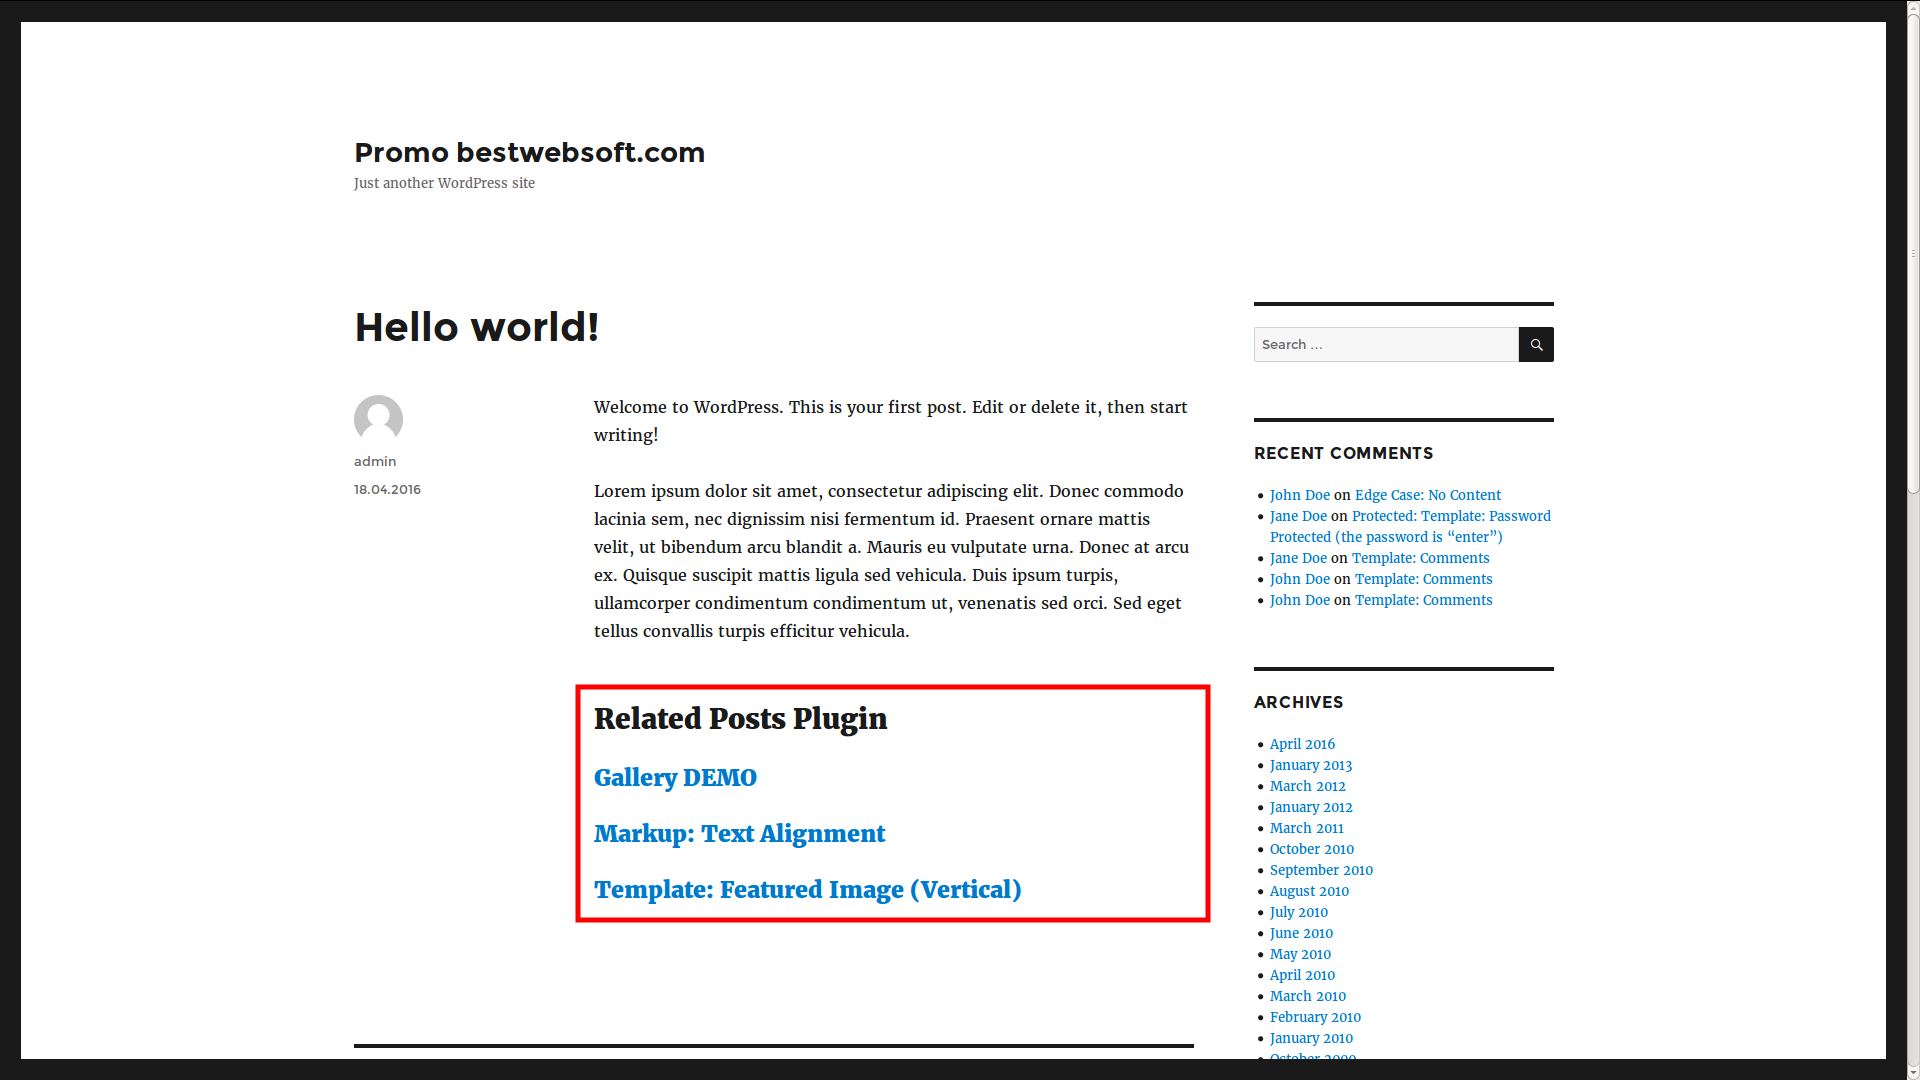 Promo bestwebsoft.com
Just another WordPress site
Hello world!
admin
18.04.2016
Welcome to WordPress. This is your first post. Edit or delete it, then start
writing!
Lorem ipsum dolor sit amet, consectetur adipiscing elit. Donec commodo
lacinia sem, nec dignissim nisi fermentum id. Praesent ornare mattis
velit, ut bibendum arcu blandit a. Mauris eu vulputate urna. Donec at arcu
ex. Quisque suscipit mattis ligula sed vehicula. Duis ipsum turpis,
ullamcorper condimentum condimentum ut, venenatis sed orci. Sed eget
tellus convallis turpis efficitur vehicula.
Related Posts Plugin
Gallery DEMO
Markup: Text Alignment
Template: Featured Image (Vertical)
Search …
RECENT COMMENTS
John Doe on Edge Case: No Content
Jane Doe on Protected: Template: Password
Protected (the password is “enter”)
Jane Doe on Template: Comments
John Doe on Template: Comments
John Doe on Template: Comments
ARCHIVES
April 2016
January 2013
March 2012
January 2012
March 2011
October 2010
September 2010
August 2010
July 2010
June 2010
May 2010
April 2010
March 2010
February 2010
January 2010
October 2009